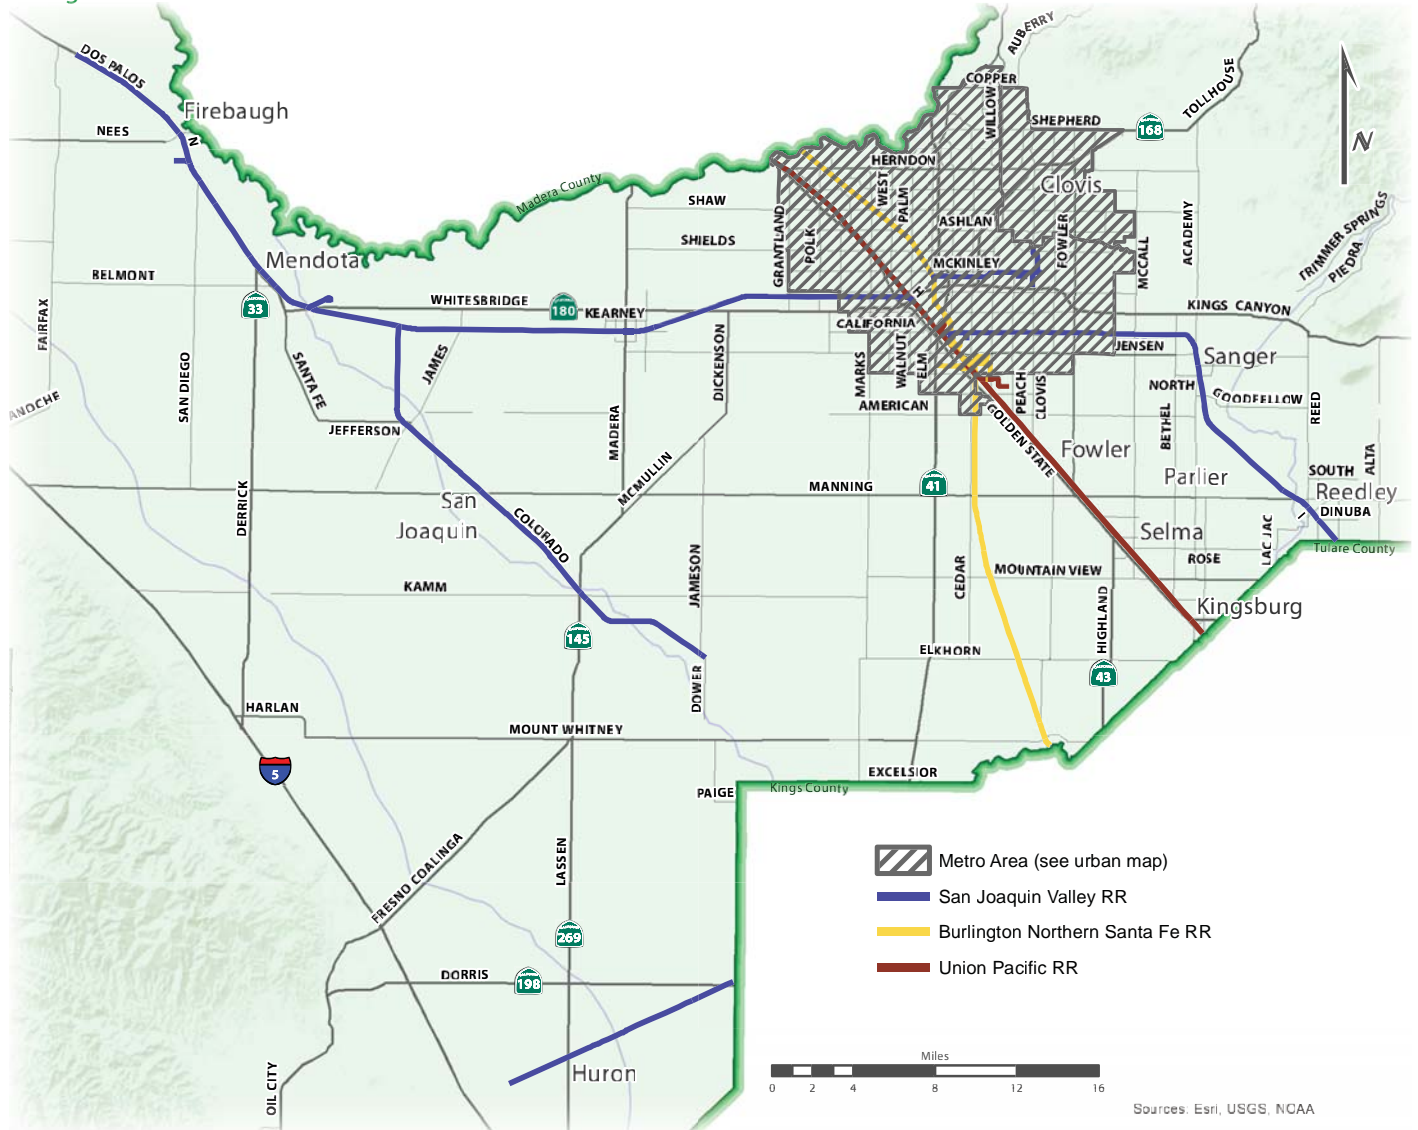 AUBERRY
DOS PALOS
COPPER
TOLLHOUSE
WILLOW
Firebaugh
SHEPHERD
168
NEES
N
HERNDON
N
WEST
Clovis
Madera County
PALM
SHAW
GRANTLAND
POLK
ASHLAN
FOWLER
ACADEMY
TRIMMER SPRINGS
SHIELDS
MCCALL
PIEDRA
Mendota
MCKINLEY
BELMONT
H
33
WHITESBRIDGE
180
KEARNEY
KINGS CANYON
FAIRFAX
CALIFORNIA
DICKENSON
JENSEN
Sanger
SAN DIEGO
SANTA FE
JAMES
MARKS
WALNUT
ELM
PEACH
CLOVIS
NORTH
GOODFELLOW
REED
ANOCHE
AMERICAN
JEFFERSON
MADERA
GOLDEN STATE
BETHEL
Fowler
ALTA
MCMULLIN
Parlier
SOUTH
41
MANNING
Reedley
DERRICK
San
Joaquin
COLORADO
DINUBA
I
Selma
LAC JAC
Tulare County
JAMESON
ROSE
CEDAR
MOUNTAIN VIEW
KAMM
HIGHLAND
Kingsburg
145
ELKHORN
DOWER
43
HARLAN
MOUNT WHITNEY
5
EXCELSIOR
PAIGE
Kings County
FRESNO COALINGA
LASSEN
Metro Area (see urban map)
San Joaquin Valley RR
269
Burlington Northern Santa Fe RR
DORRIS
198
Union Pacific RR
OIL CITY
Huron
Miles
0 2 4 8 12 16
Sources: Esri, USGS, NOAA